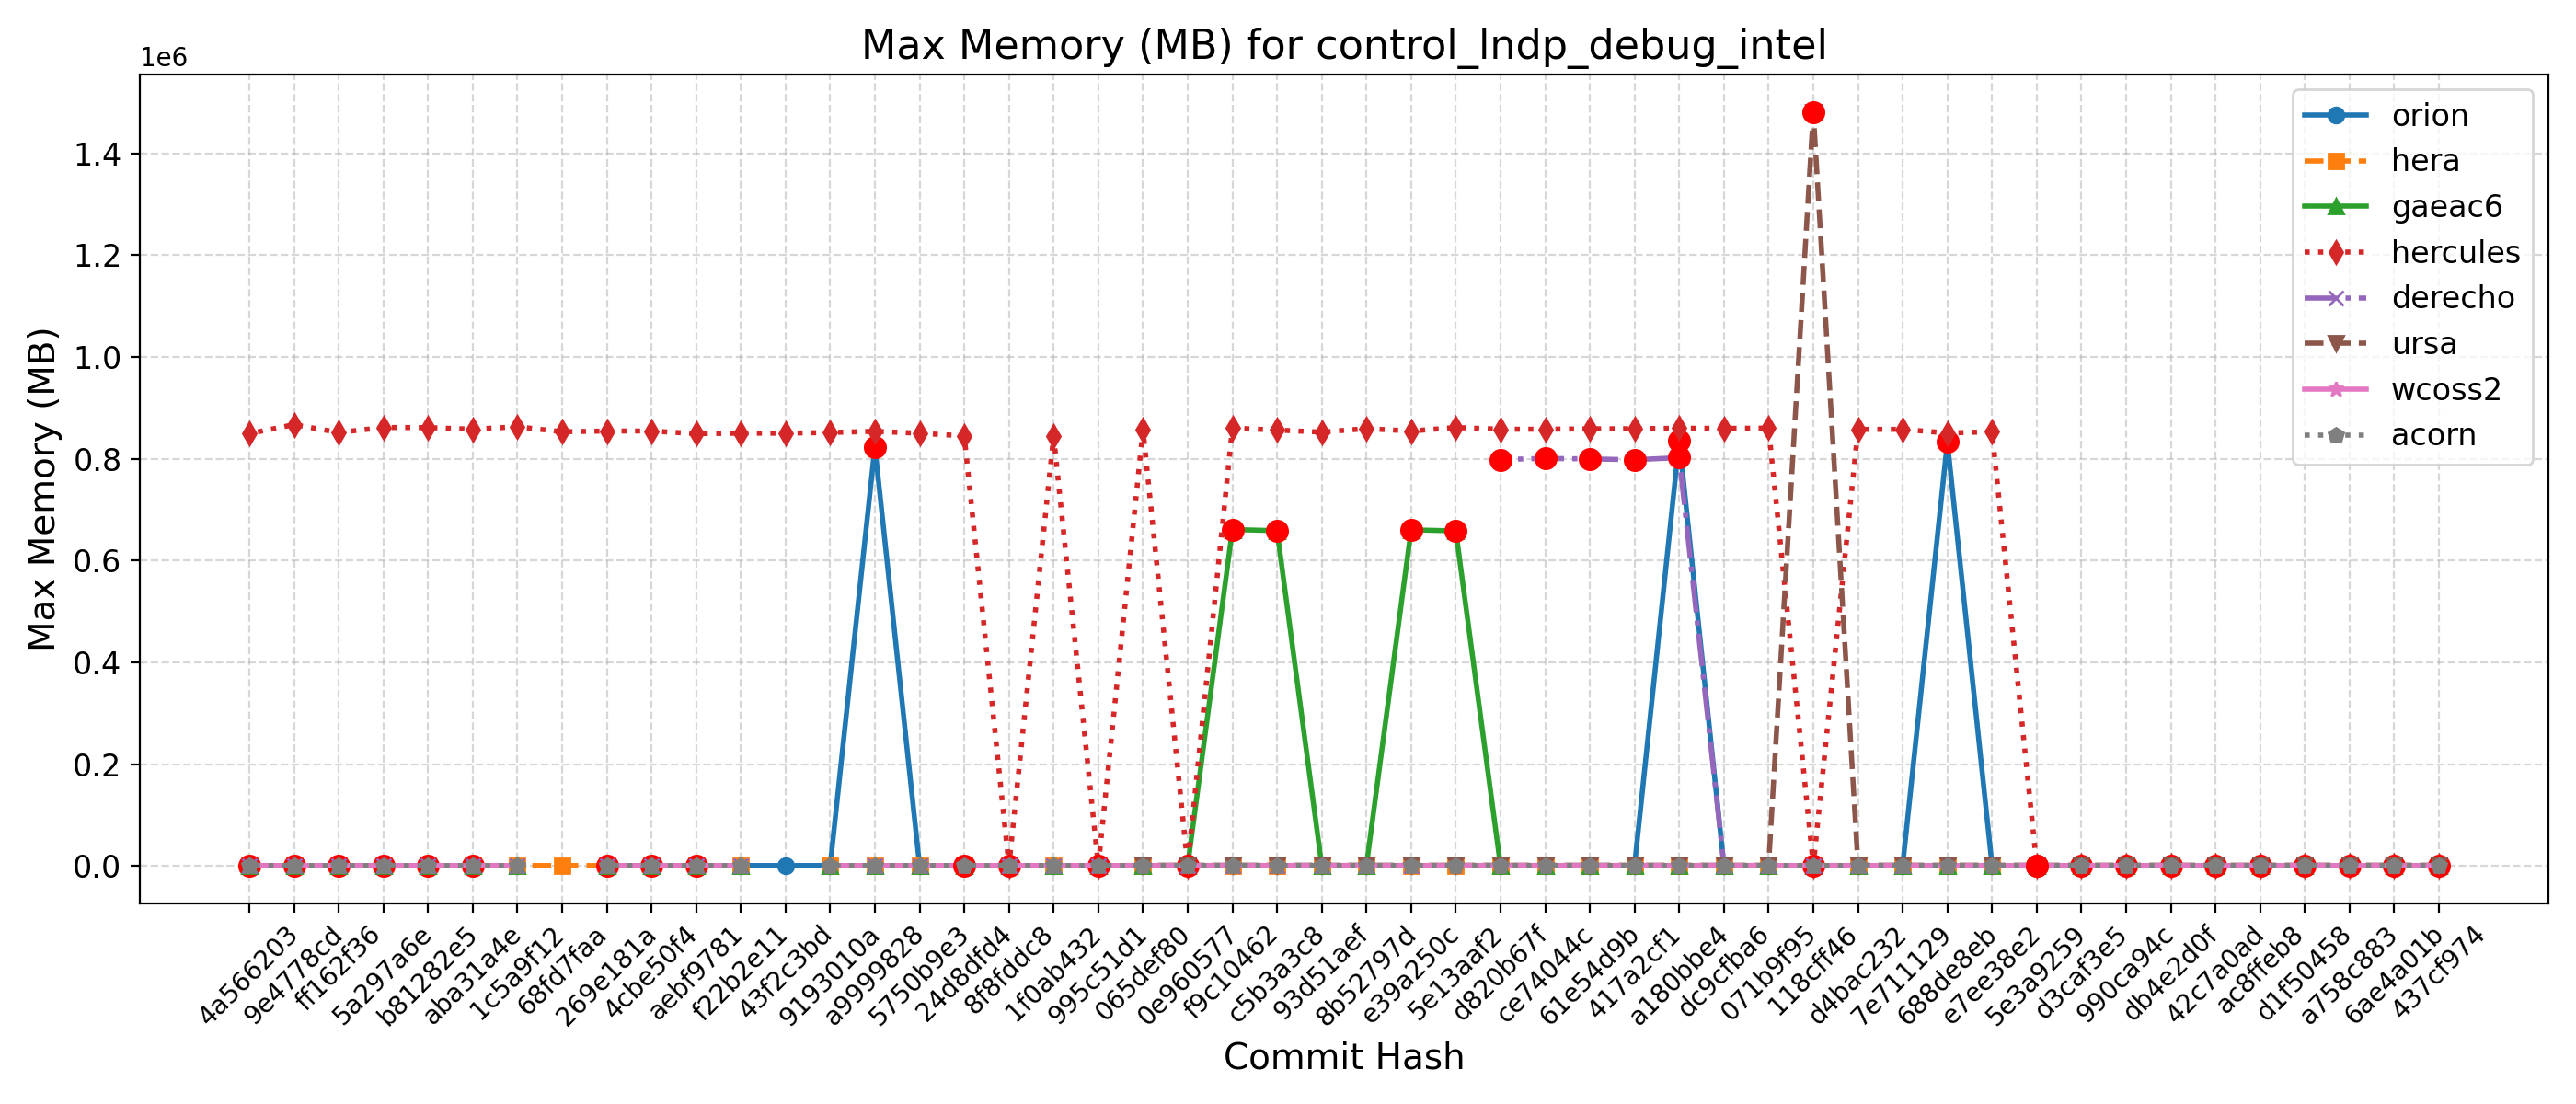 Max Memory (MB) for control_lndp_debug_intel
1e6
1.4
1.2
1.0
0.8
0.6
0.4
0.2
0.0
Max Memory (MB)
orion
hera
gaeac6
hercules
derecho
ursa
wcoss2
acorn
4a566203
9e4778cd
ff162f36
5a297a6e
b81282e5
aba31a4e
1c5a9f12
68fd7faa
269e181a
4cbe50f4
aebf9781
f22b2e11
43f2c3bd
9193010a
a9999828
5750b9e3
24d8dfd4
8f8fddc8
1f0ab432
995c51d1
065def80
0e960577
f9c10462
c5b3a3c8
93d51aef
8b52797d
e39a250c
5e13aaf2
d820b67f
ce74044c
61e54d9b
417a2cf1
a180bbe4
dc9cfba6
071b9f95
118cff46
d4bac232
7e711129
688de8eb
e7ee38e2
5e3a9259
d3caf3e5
990ca94c
db4e2d0f
42c7a0ad
ac8ffeb8
d1f50458
a758c883
6ae4a01b
437cf974
Commit Hash